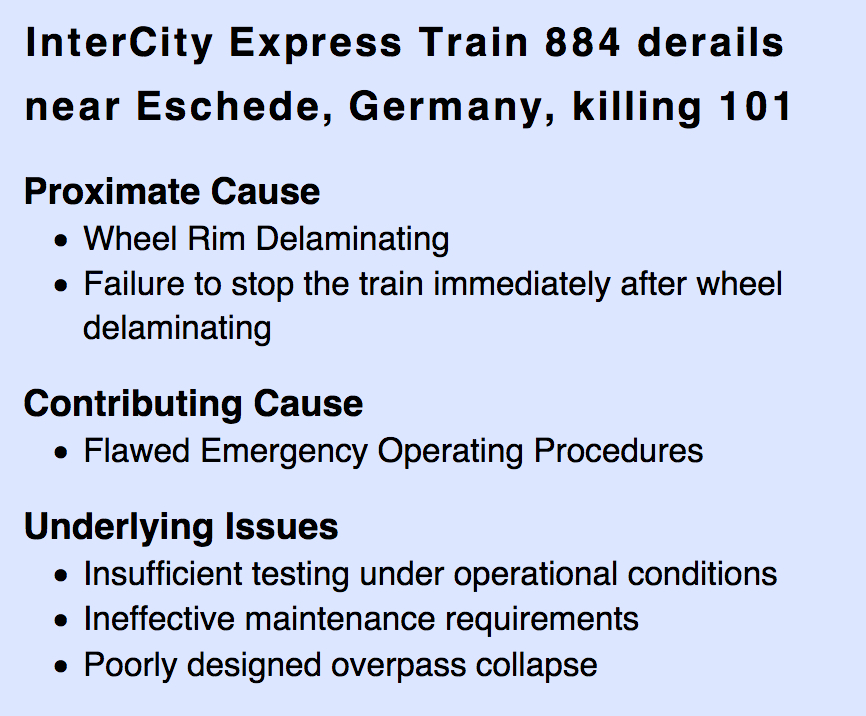 InterCity Express Train 884 derails
near Eschede, Germany, killing 101
Proximate Cause
• Wheel Rim Delaminating
• Failure to stop the train immediately after wheel
delaminating
Contributing Cause
• Flawed Emergency Operating Procedures
Underlying Issues
• Insufficient testing under operational conditions
• Ineffective maintenance requirements
• Poorly designed overpass collapse